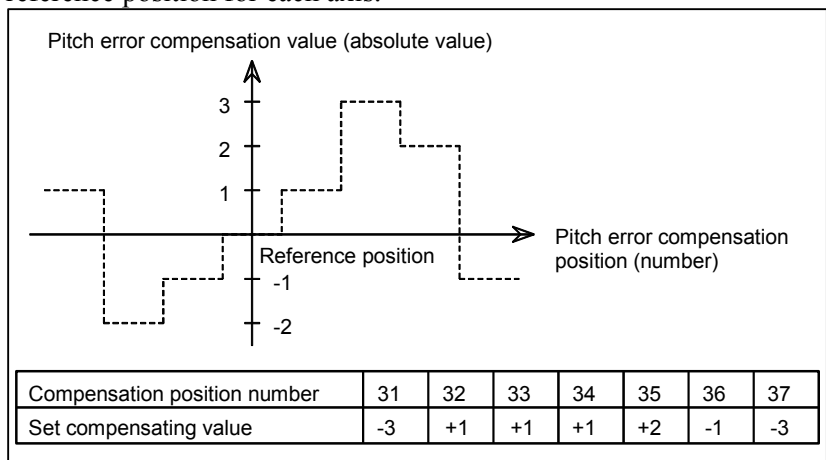 reference position for each axis.
Pitch error compensation value (absolute value)
3
2
1
Reference position
Pitch error compensation
position (number)
-1
-2
Compensation position number 31 32 33 34 35 36 37
Set compensating value -3 +1 +1 +1 +2 -1 -3